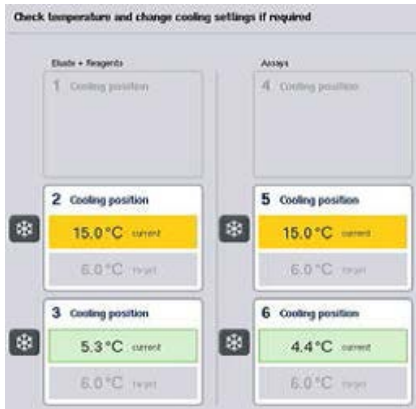 Check temperature and change cooling settings if required
Eluate + Reagents
Assays
1 Cooling position
4 Cooling position
2 Cooling position
15.0°C current
6.0°C target
5 Cooling position
15.0°C current
6.0°C target
3 Cooling position
5.3°C current
6.0°C target
6 Cooling position
4.4°C current
6.0°C target